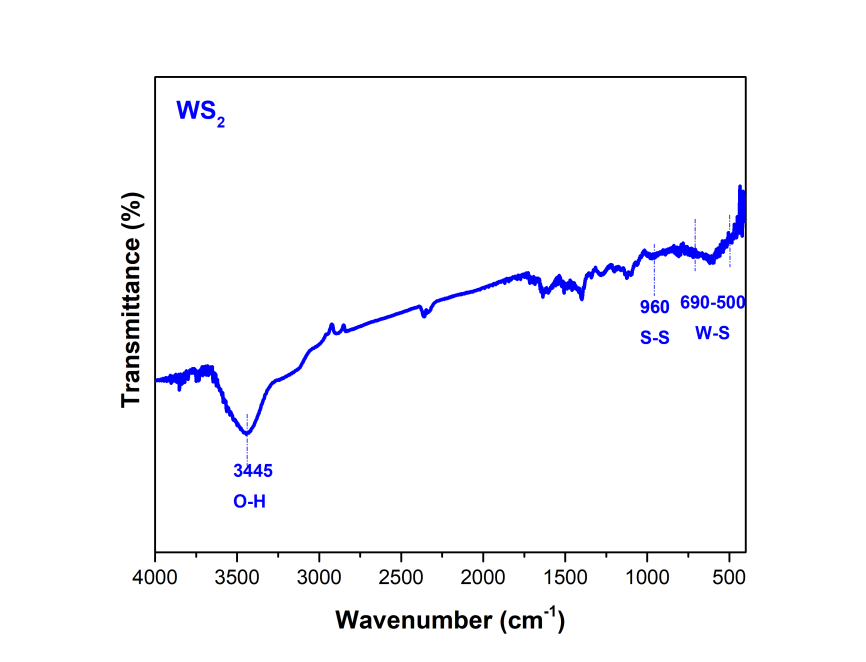 WS₂
Transmittance (%)
960
690-500
S-S
W-S
3445
O-H
4000 3500 3000 2500 2000 1500 1000 500
Wavenumber (cm⁻¹)